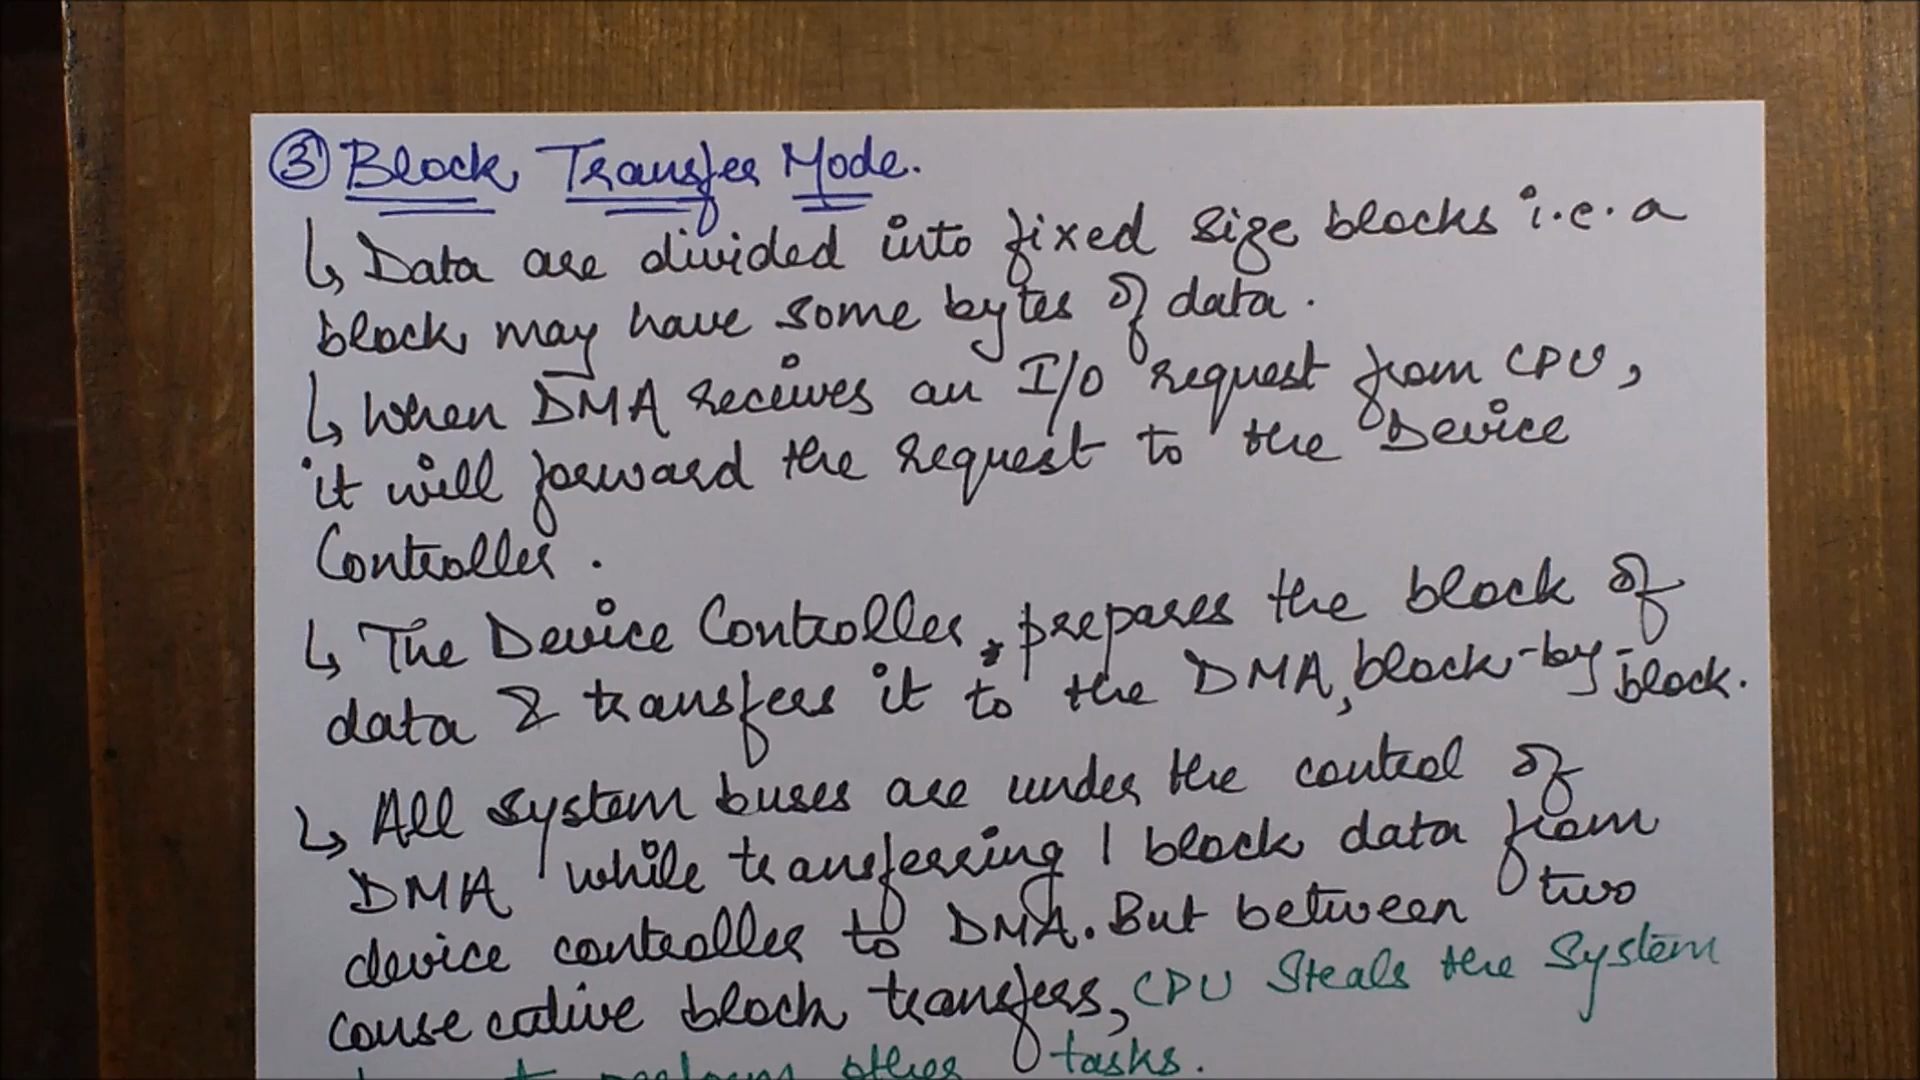 ③ Block Transfer Mode.
↳ Data are divided into fixed size blocks i.e. a
block may have some bytes of data.
↳ When DMA receives an I/O request from CPU,
it will forward the request to the Device
Controller.
↳ The Device Controller prepares the block of
data & transfers it to the DMA, block-by-block.
↳ All system buses are under the control of
DMA while transferring 1 block data from
device controller to DMA. But between two
consecutive block transfers, CPU Steals the System
to perform other tasks.